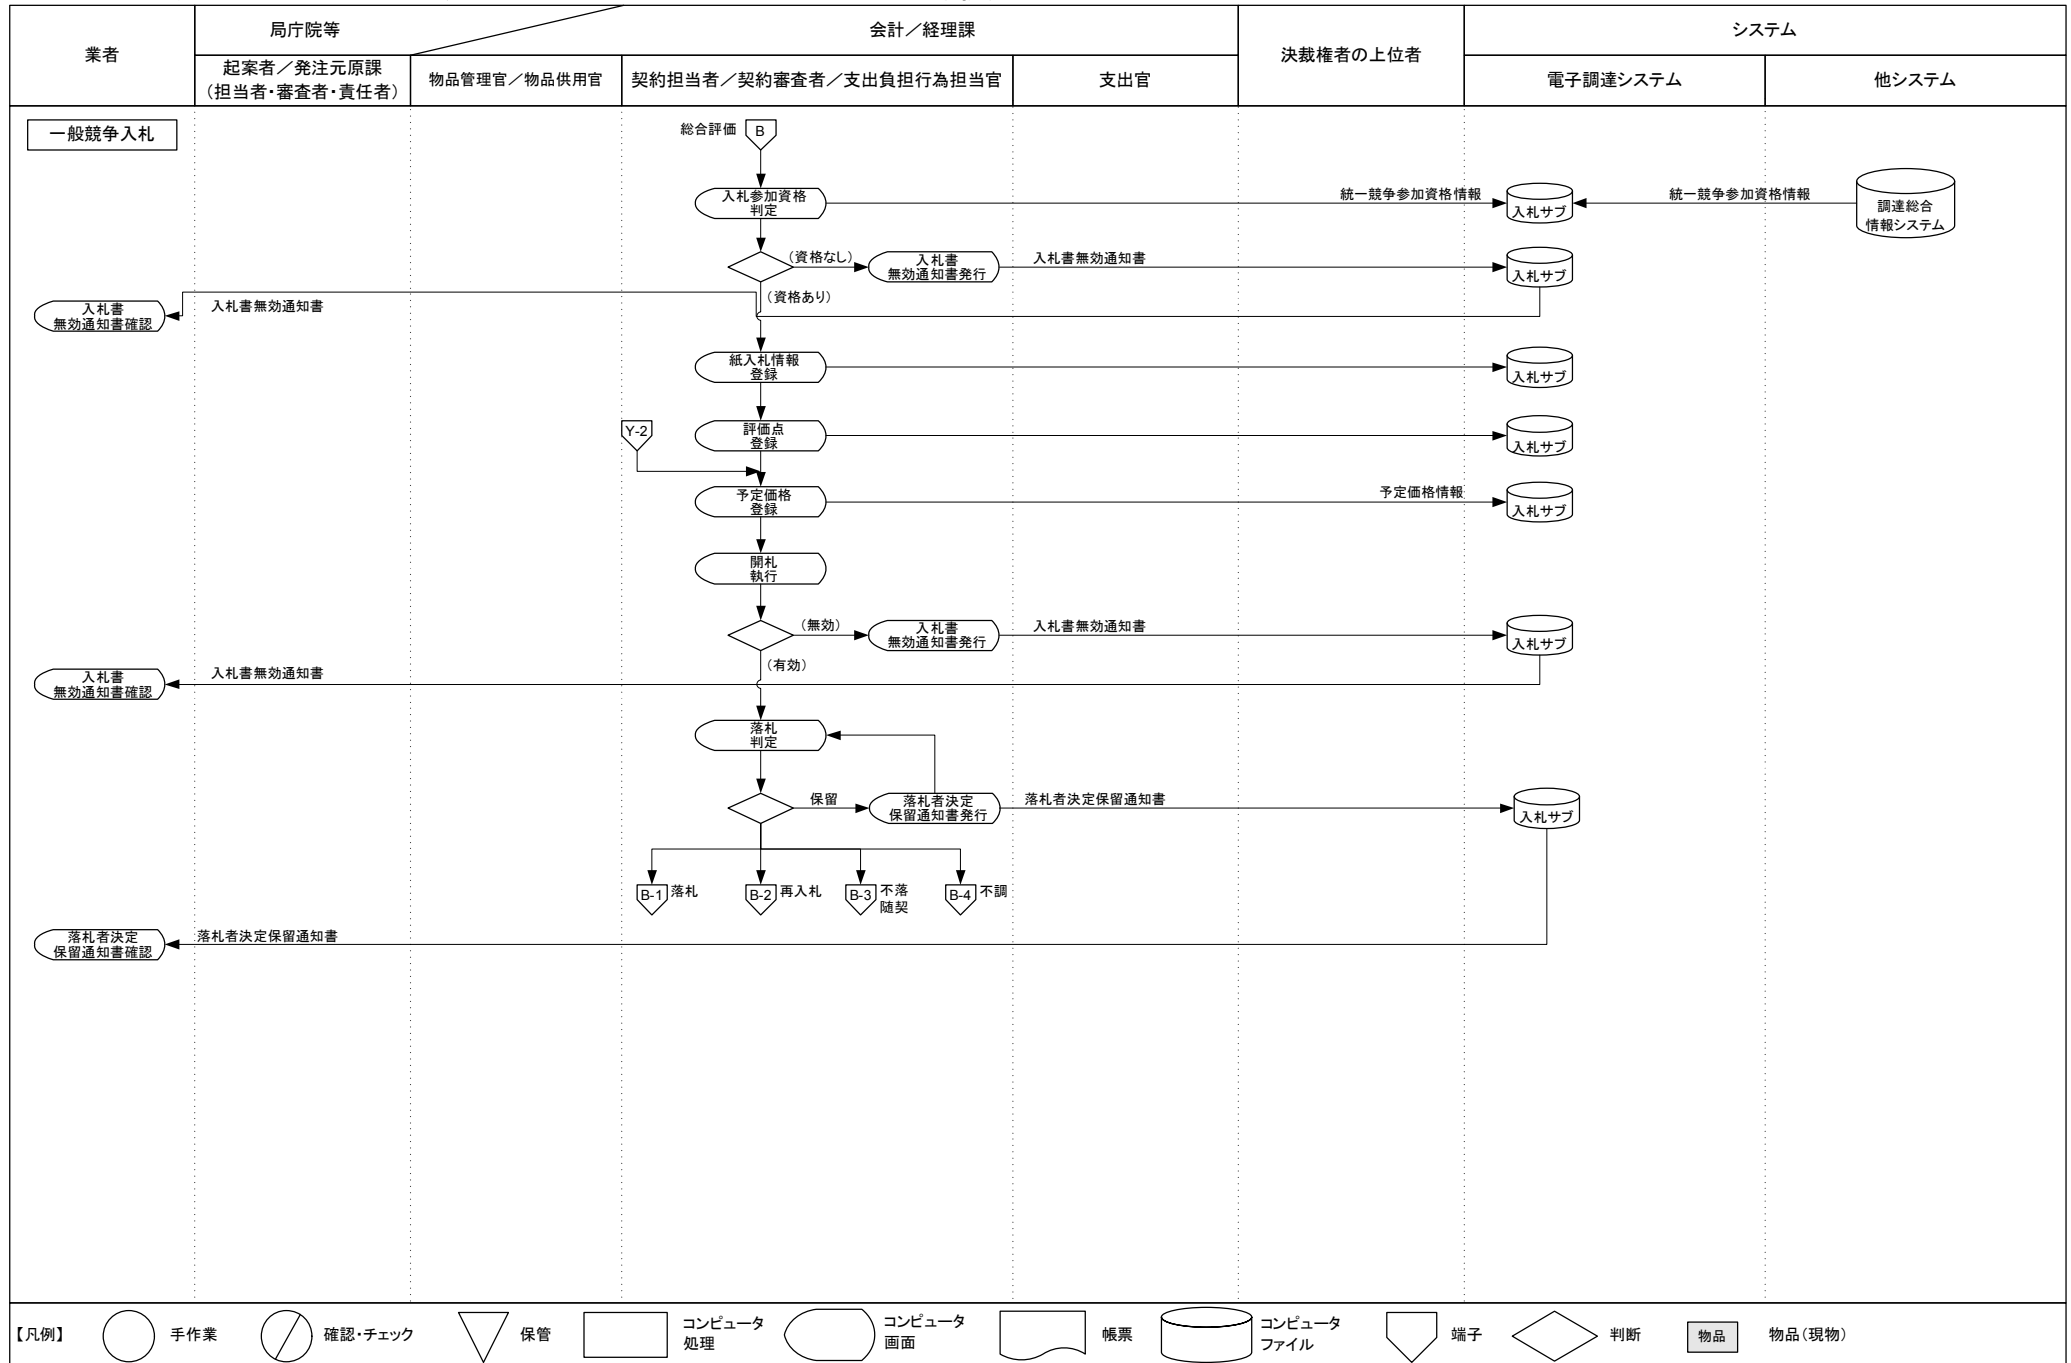 業者
局庁院等
会計／経理課
決裁権者の上位者
システム
起案者／発注元原課
（担当者・審査者・責任者）
物品管理官／物品供用官
契約担当者／契約審査者／支出負担行為担当官
支出官
電子調達システム
他システム
一般競争入札
総合評価
B
入札参加資格
判定
統一競争参加資格情報
入札サブ
統一競争参加資格情報
調達総合
情報システム
（資格なし）
入札書
無効通知書発行
入札書無効通知書
入札サブ
（資格あり）
入札書
無効通知書確認
入札書無効通知書
紙入札情報
登録
入札サブ
Y-2
評価点
登録
入札サブ
予定価格
登録
予定価格情報
入札サブ
開札
執行
（無効）
入札書
無効通知書発行
入札書無効通知書
入札サブ
（有効）
入札書
無効通知書確認
入札書無効通知書
落札
判定
保留
落札者決定
保留通知書発行
落札者決定保留通知書
入札サブ
B-1
落札
B-2
再入札
B-3
不落
随契
B-4
不調
落札者決定
保留通知書確認
落札者決定保留通知書
【凡例】
手作業
確認・チェック
保管
コンピュータ
処理
コンピュータ
画面
帳票
コンピュータ
ファイル
端子
判断
物品
物品（現物）